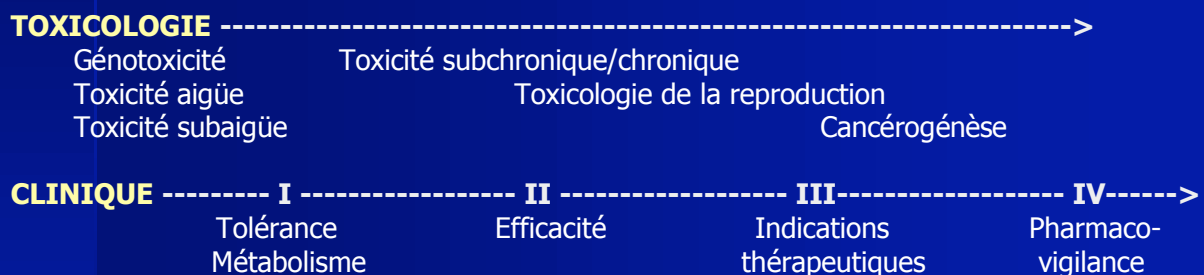 TOXICOLOGIE ---------------------------------------------------------------------->
Génotoxicité Toxicité subchronique/chronique
Toxicité aigüe Toxicologie de la reproduction
Toxicité subaigüe Cancérogénèse
CLINIQUE --------- I ------------------ II ------------------- III------------------- IV------>
Tolérance Efficacité Indications Pharmaco-
Métabolisme thérapeutiques vigilance